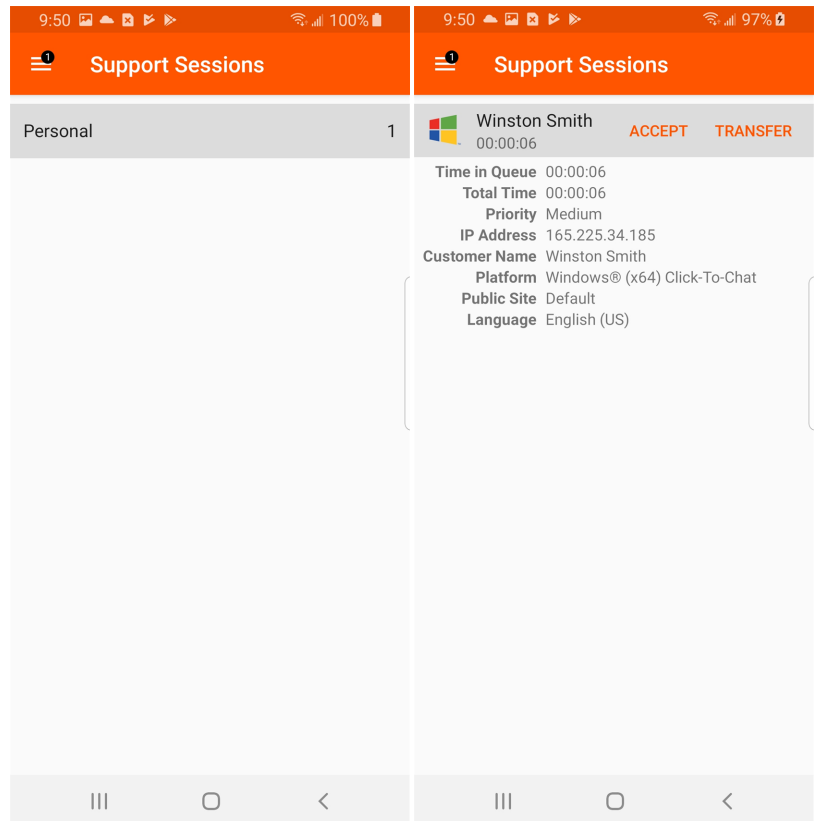 9:50 100%
1
Support Sessions
Personal 1
9:50 97%
1
Support Sessions
Winston Smith
00:00:06
ACCEPT TRANSFER
Time in Queue 00:00:06
Total Time 00:00:06
Priority Medium
IP Address 165.225.34.185
Customer Name Winston Smith
Platform Windows® (x64) Click-To-Chat
Public Site Default
Language English (US)